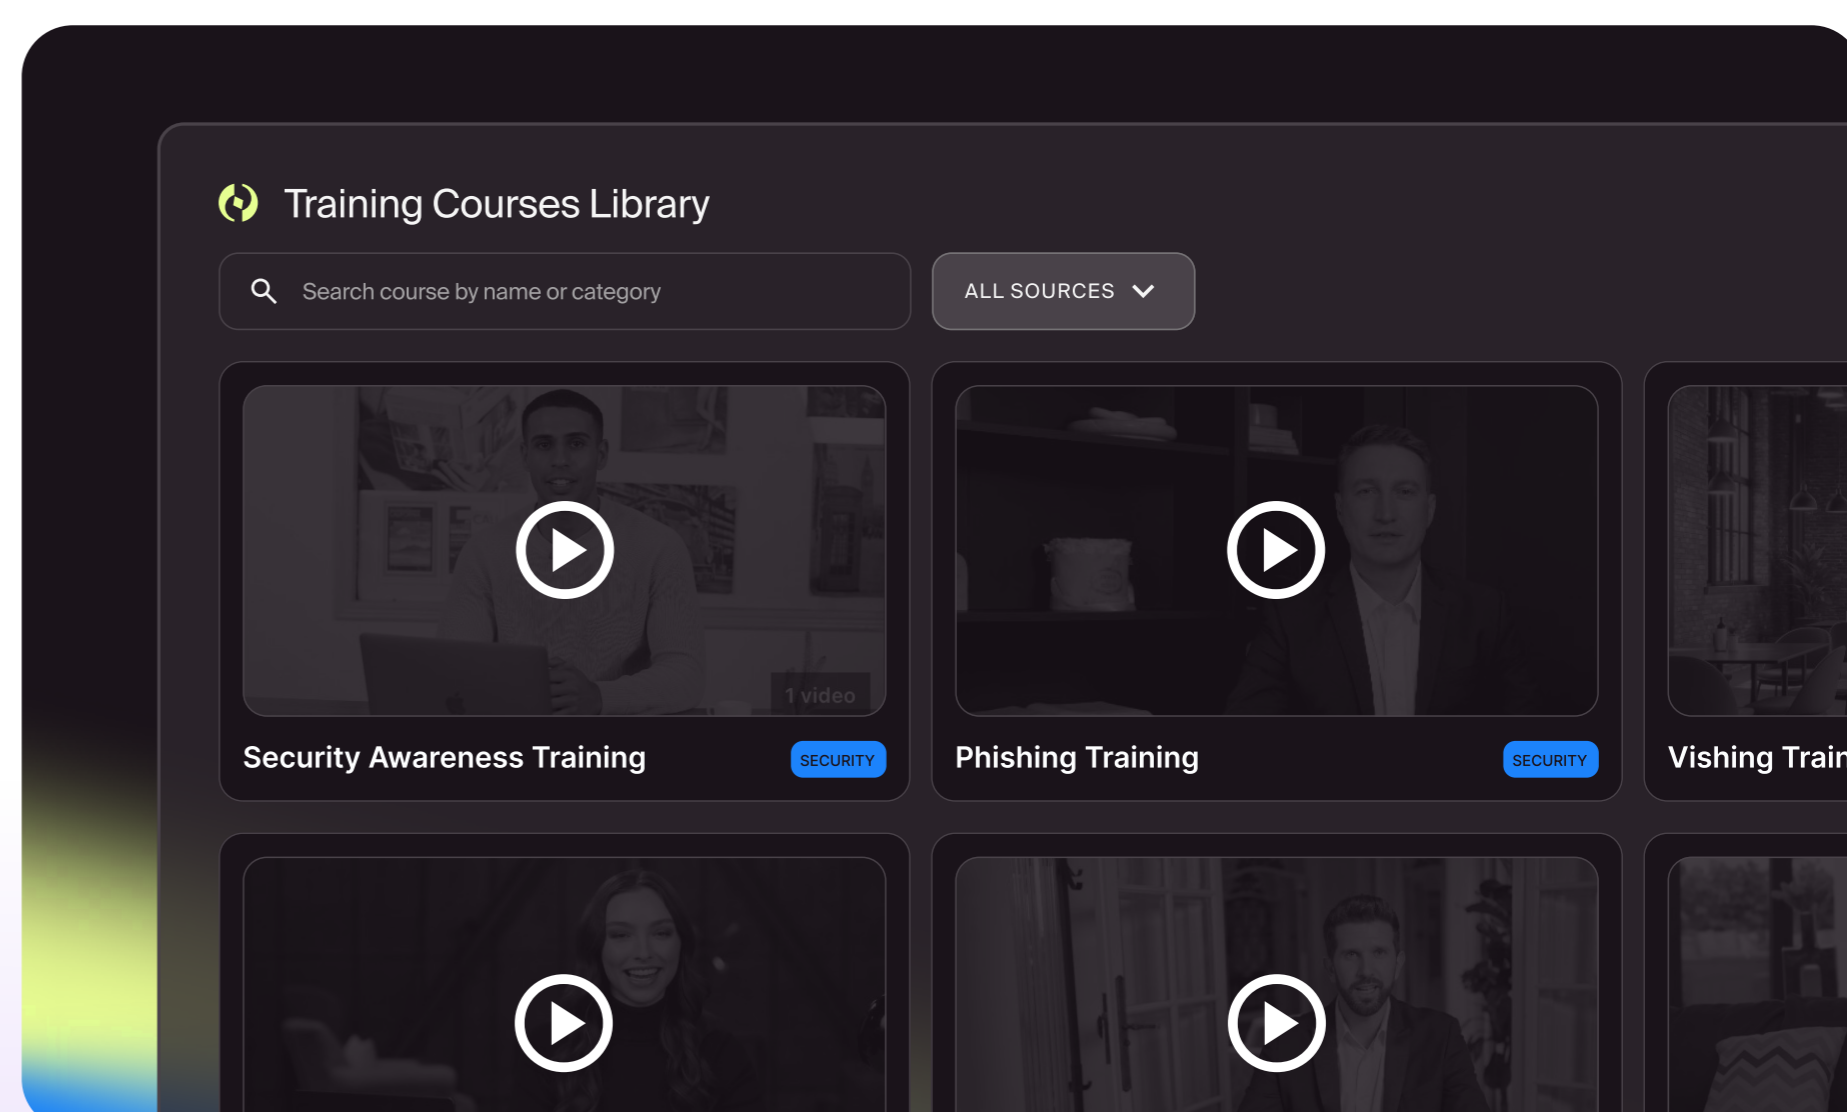 Training Courses Library
Search course by name or category
ALL SOURCES
1 video
Security Awareness Training
SECURITY
Phishing Training
SECURITY
Vishing